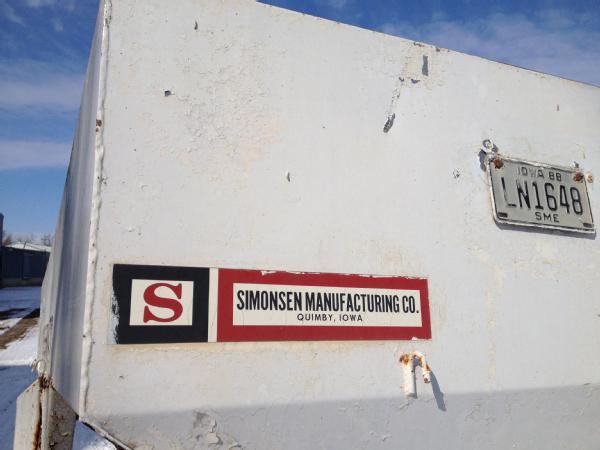 IOWA 88
LN1648
SME
S
SIMONSEN MANUFACTURING CO.
QUIMBY, IOWA